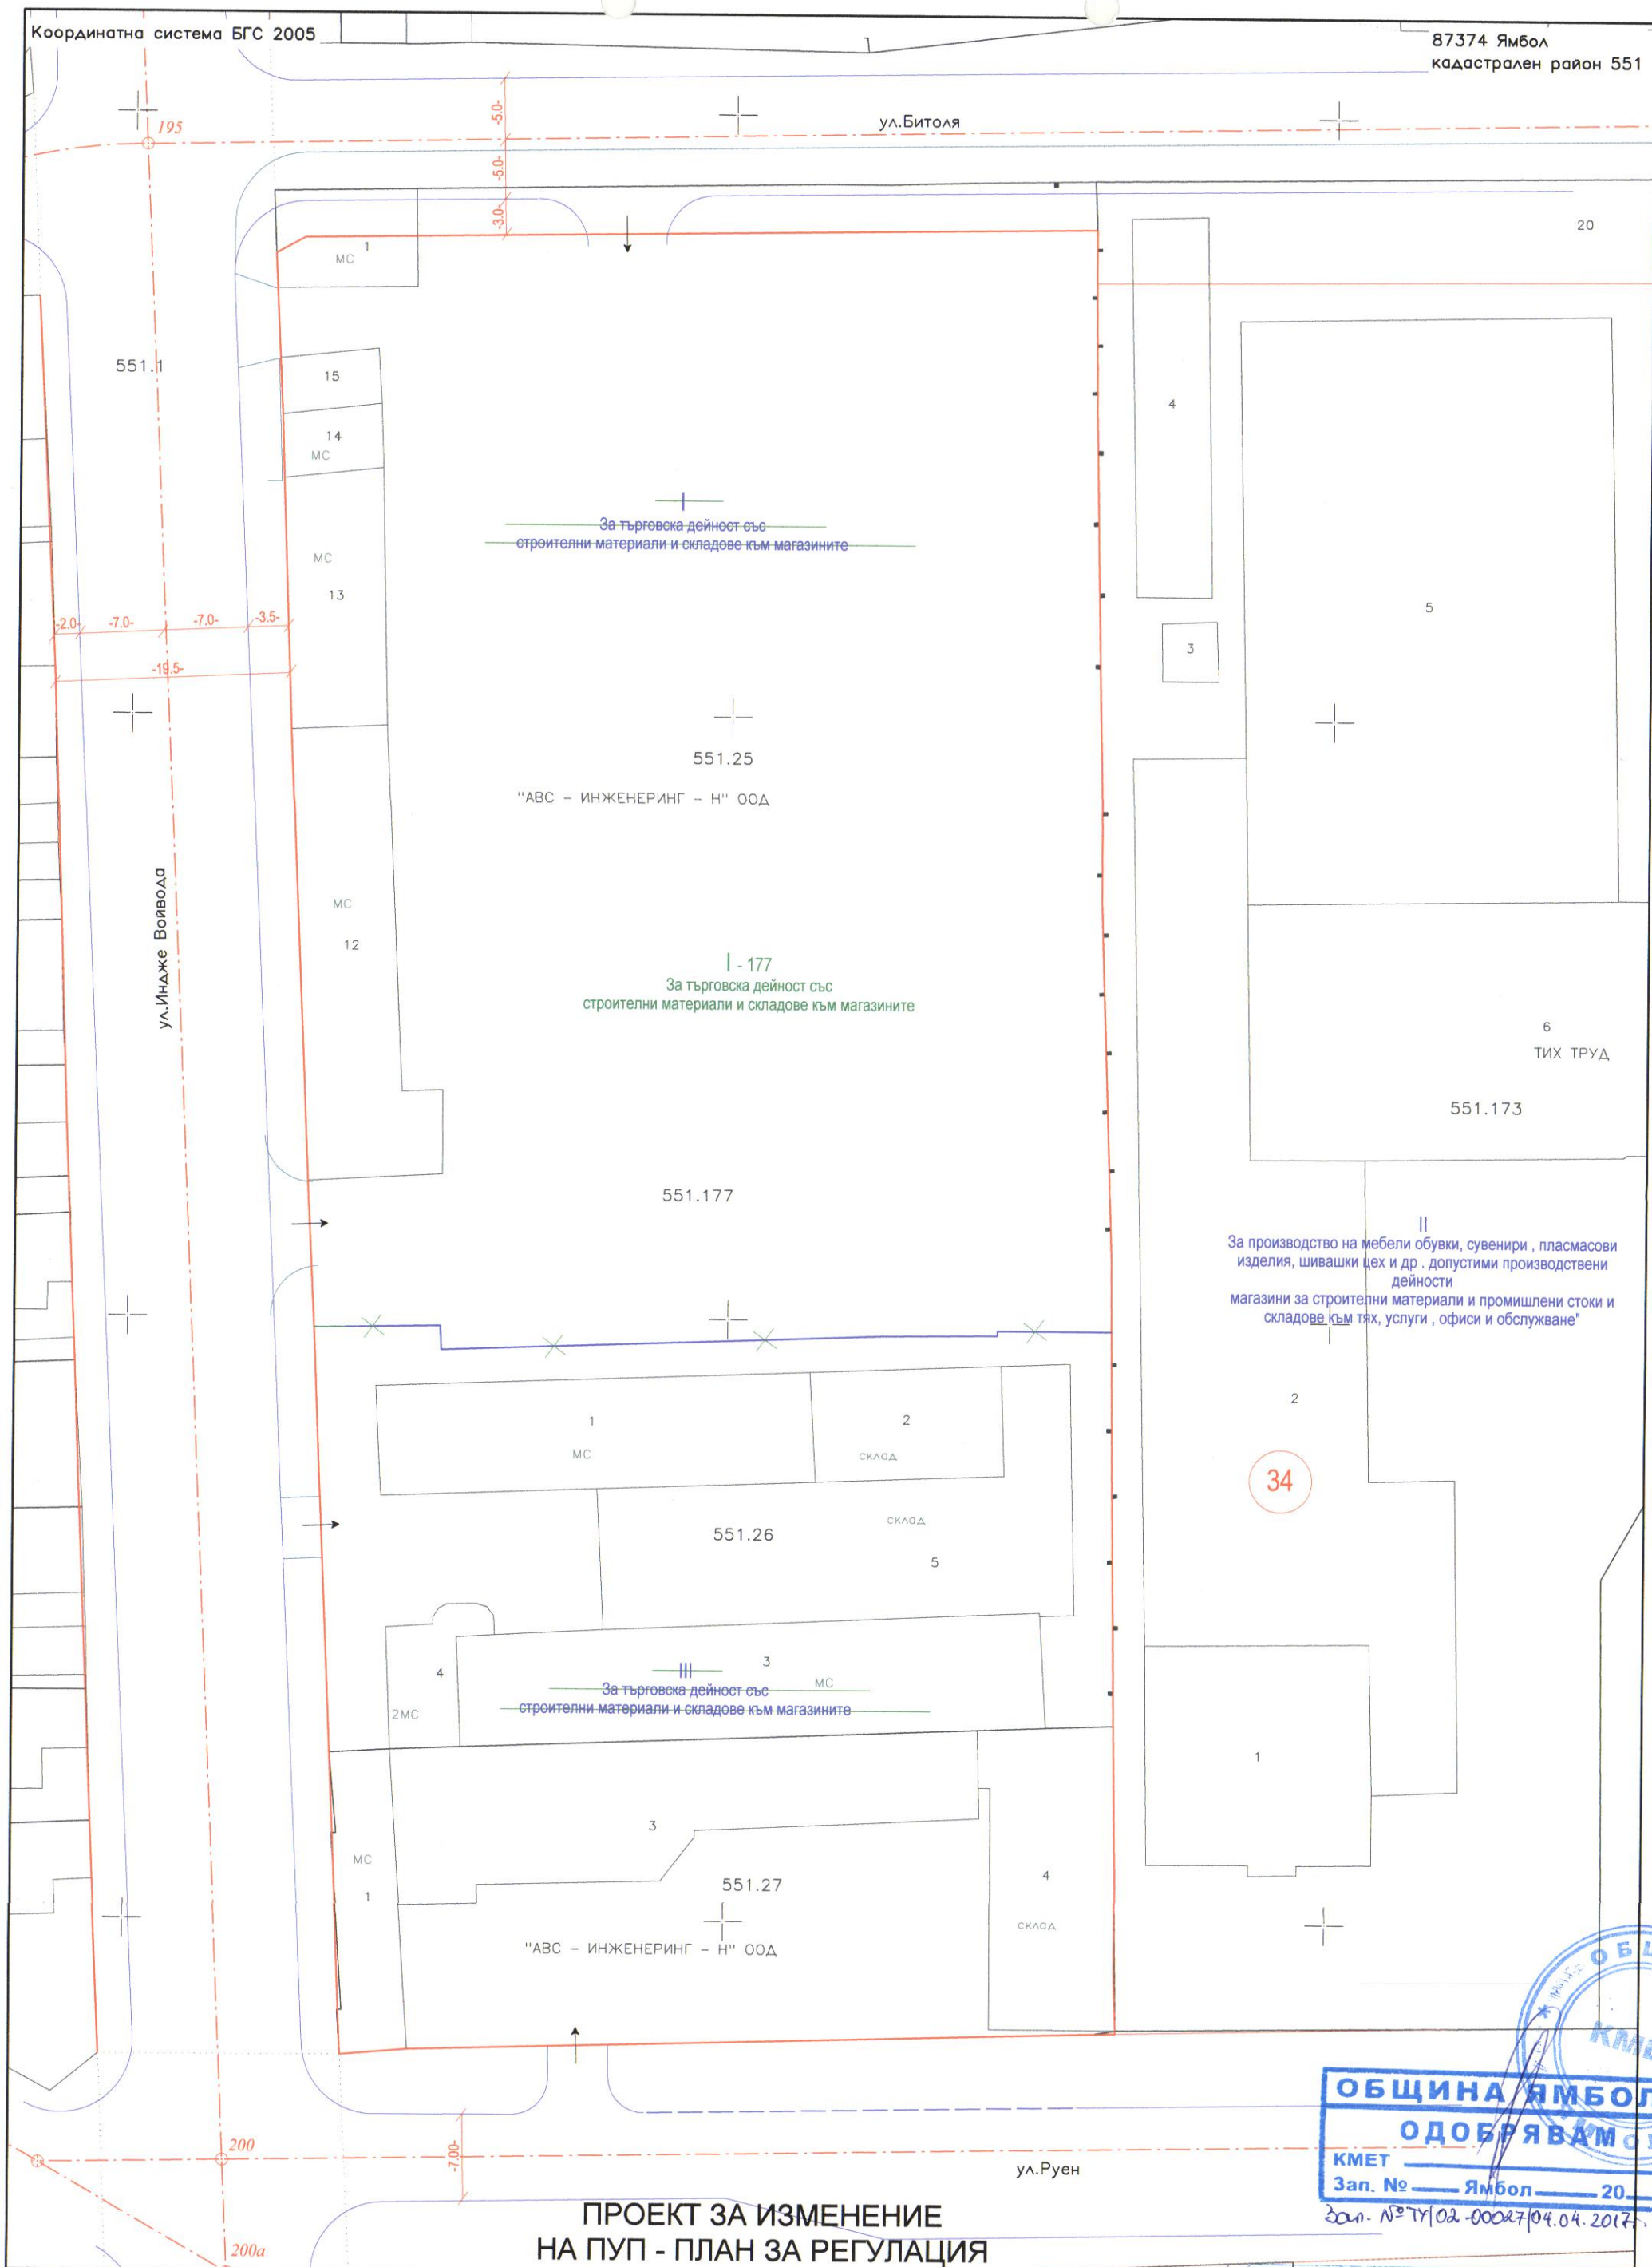 Координатна система БГС 2005
87374 Ямбол
кадастрален район 551
195
-5.0-
ул.Битоля
-5.0-
-3.0-
20
1
МС
551.1
15
4
14
МС
I
За търговска дейност със
строителни материали и складове към магазините
МС
13
5
-2.0-
-7.0-
-7.0-
-3.5-
3
-19.5-
551.25
"АВС - ИНЖЕНЕРИНГ - Н" ООД
ул.Индже Войвода
МС
12
I - 177
За търговска дейност със
строителни материали и складове към магазините
6
ТИХ ТРУД
551.173
551.177
II
За производство на мебели обувки, сувенири , пласмасови
изделия, шивашки цех и др . допустими производствени
дейности
магазини за строителни материали и промишлени стоки и
складове към тях, услуги , офиси и обслужване"
2
1
МС
2
склад
34
551.26
склад
5
4
2МС
3
МС
III
За търговска дейност със
строителни материали и складове към магазините
1
3
МС
1
551.27
4
склад
"АВС - ИНЖЕНЕРИНГ - Н" ООД
ОБЩИНА ЯМБОЛ
ОДОБРЯВАМ
КМЕТ
Зап. № Ямбол 20
Зап. № ТУ/02-00027/04.04.2017г.
200
-7.00-
ул.Руен
200а
ПРОЕКТ ЗА ИЗМЕНЕНИЕ
НА ПУП - ПЛАН ЗА РЕГУЛАЦИЯ